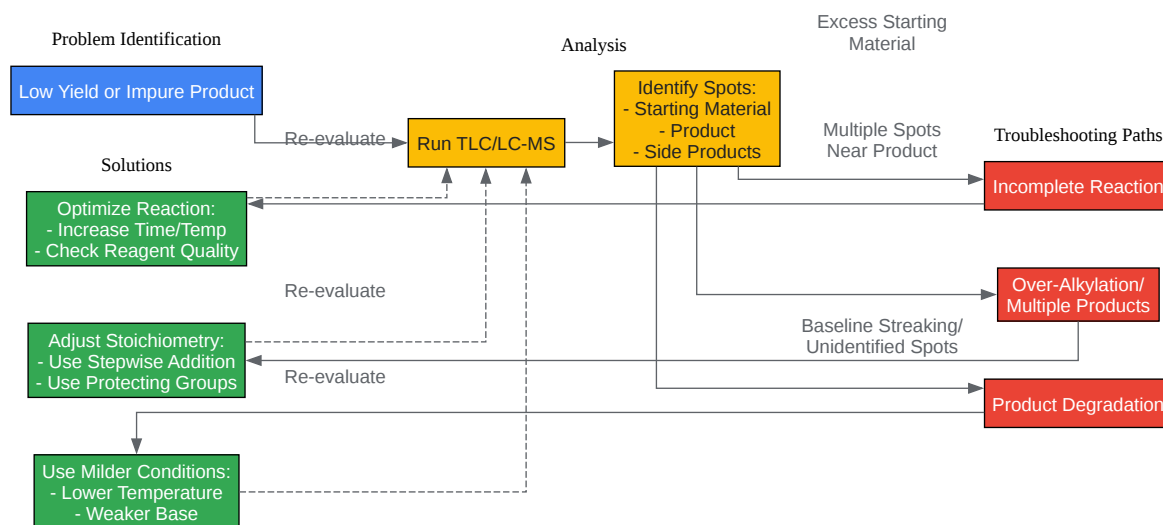 Problem Identification
Low Yield or Impure Product
Analysis
Excess Starting
Material
Re-evaluate
Run TLC/LC-MS
Identify Spots:
- Starting Material
- Product
- Side Products
Multiple Spots
Near Product
Troubleshooting Paths
Incomplete Reaction
Solutions
Optimize Reaction:
- Increase Time/Temp
- Check Reagent Quality
Re-evaluate
Over-Alkylation/
Multiple Products
Adjust Stoichiometry:
- Use Stepwise Addition
- Use Protecting Groups
Baseline Streaking/
Unidentified Spots
Re-evaluate
Product Degradation
Use Milder Conditions:
- Lower Temperature
- Weaker Base